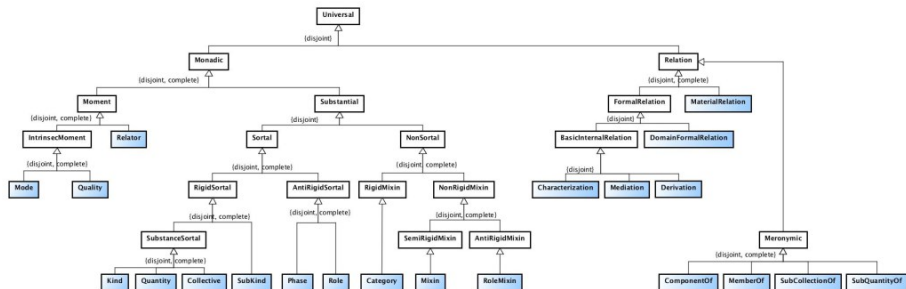 Universal
{disjoint}
Monadic
Relation
{disjoint, complete}
{disjoint, complete}
Moment
Substantial
FormalRelation
MaterialRelation
{disjoint, complete}
{disjoint}
{disjoint}
IntrinsecMoment
Relator
Sortal
NonSortal
BasicInternalRelation
DomainFormalRelation
{disjoint, complete}
{disjoint, complete}
{disjoint, complete}
{disjoint}
Mode
Quality
RigidSortal
AntiRigidSortal
RigidMixin
NonRigidMixin
Characterization
Mediation
Derivation
{disjoint, complete}
{disjoint, complete}
{disjoint, complete}
SubstanceSortal
SemiRigidMixin
AntiRigidMixin
Meronymic
{disjoint, complete}
{disjoint, complete}
Kind
Quantity
Collective
SubKind
Phase
Role
Category
Mixin
RoleMixin
ComponentOf
MemberOf
SubCollectionOf
SubQuantityOf